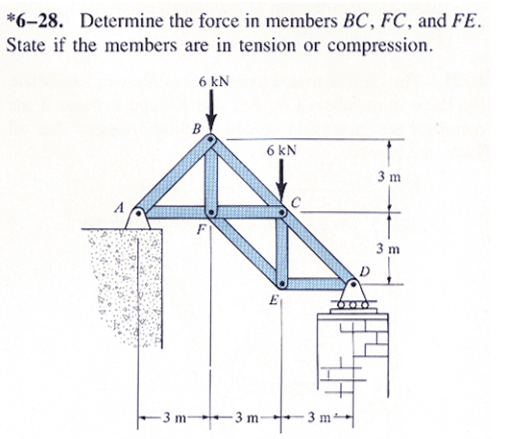 *6–28. Determine the force in members BC, FC, and FE.
State if the members are in tension or compression.
6 kN
B
6 kN
3 m
A
C
F
3 m
D
E
3 m
3 m
3 m